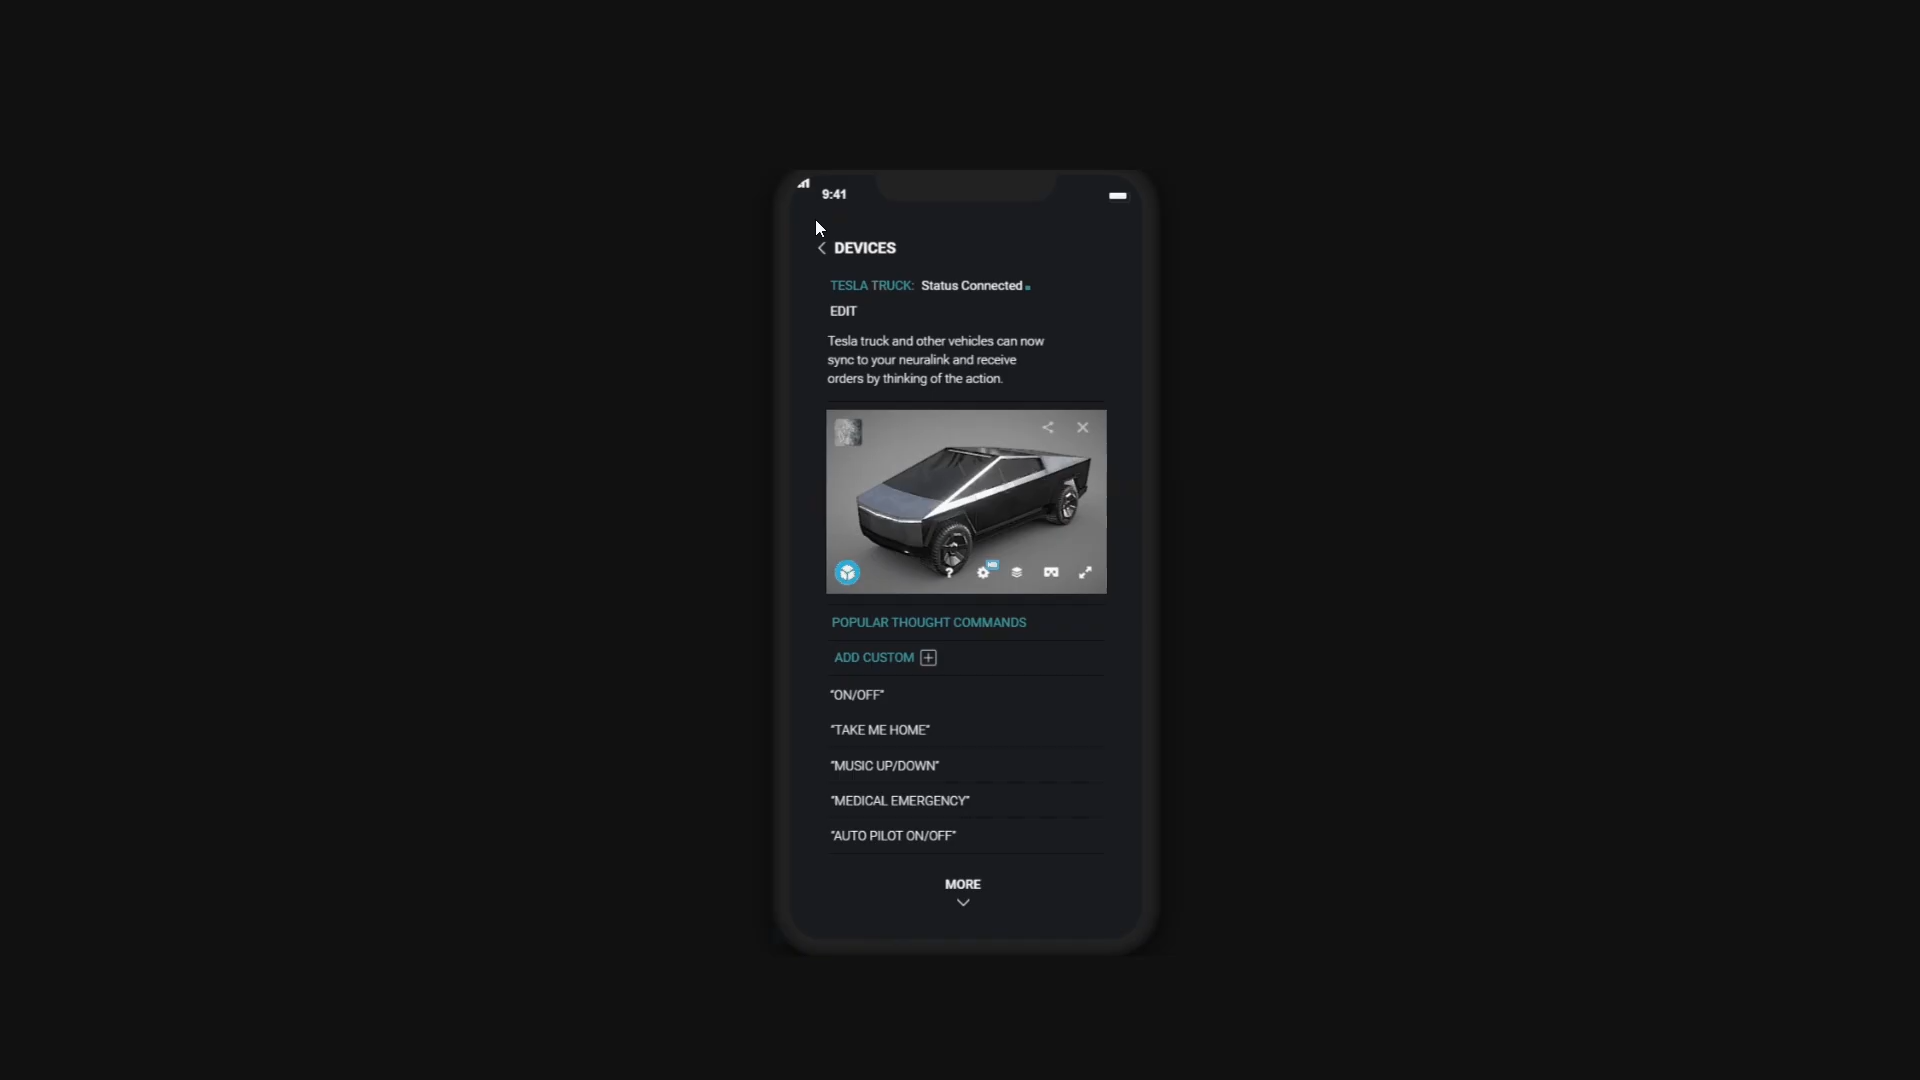 9:41
DEVICES
TESLA TRUCK: Status Connected
EDIT
Tesla truck and other vehicles can now
sync to your neuralink and receive
orders by thinking of the action.
?
HD
POPULAR THOUGHT COMMANDS
ADD CUSTOM
"ON/OFF"
"TAKE ME HOME"
"MUSIC UP/DOWN"
"MEDICAL EMERGENCY"
"AUTO PILOT ON/OFF"
MORE